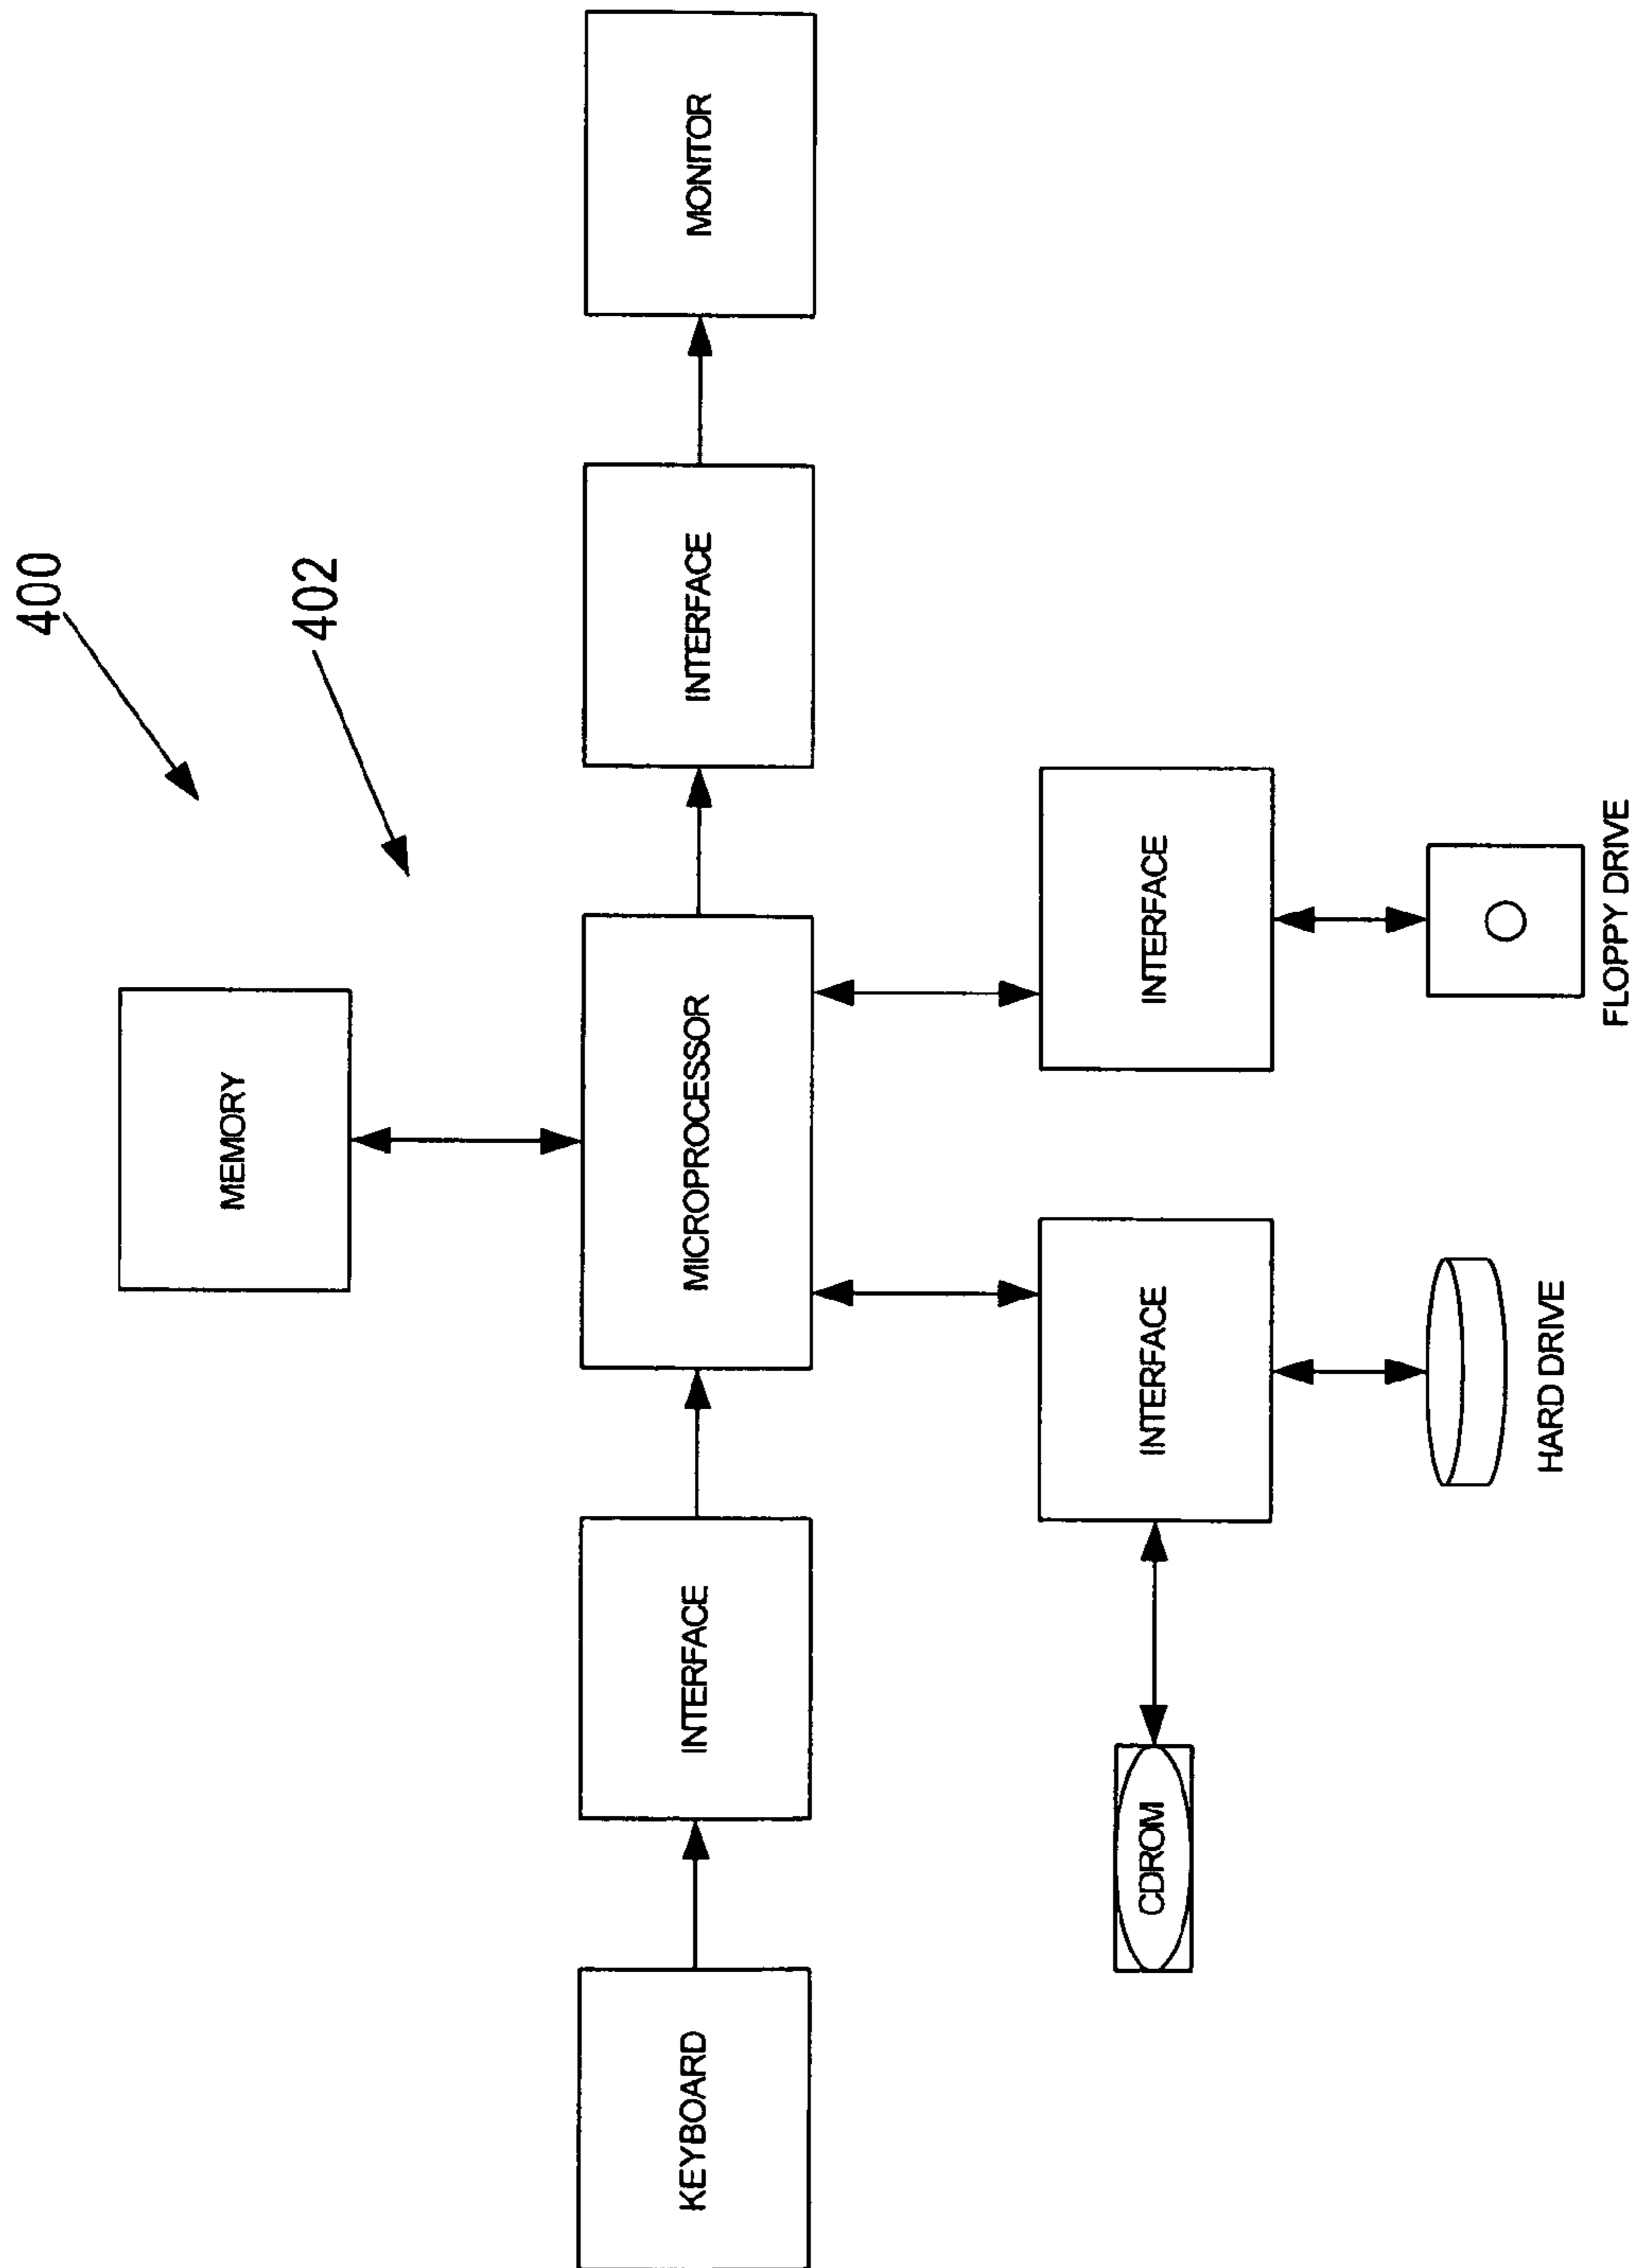 400
MEMORY
402
KEYBOARD
INTERFACE
MICROPROCESSOR
INTERFACE
MONITOR
CDROM
INTERFACE
INTERFACE
HARD DRIVE
FLOPPY DRIVE